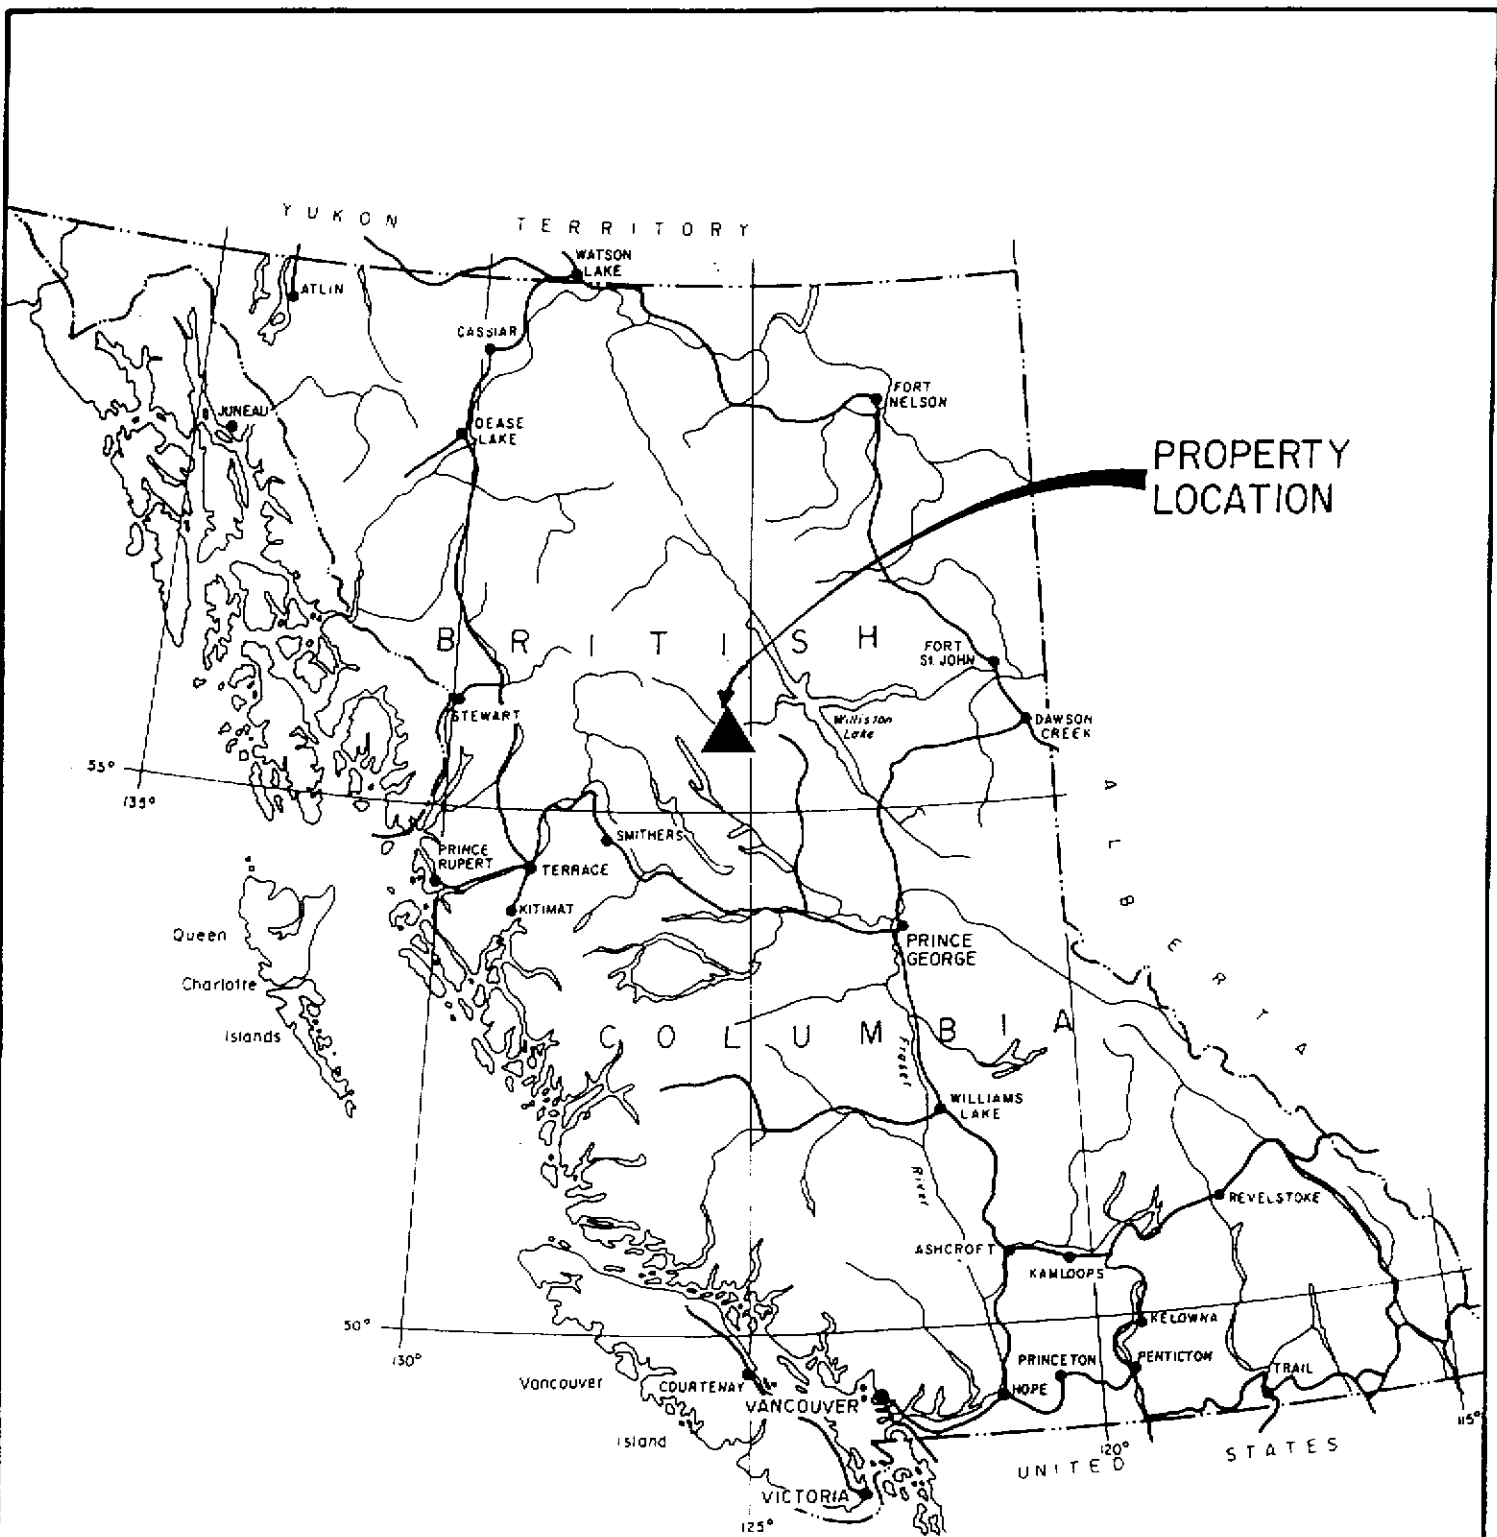 YUKON TERRITORY
WATSON
LAKE
ATLIN
CASSIAR
FORT
NELSON
JUNEAU
DEASE
LAKE
PROPERTY
LOCATION
BRITISH
FORT
St. JOHN
STEWART
Williston
Lake
DAWSON
CREEK
55°
135°
ALBERTA
PRINCE
RUPERT
SMITHERS
TERRACE
KITIMAT
Queen
Charlotte
Islands
PRINCE
GEORGE
COLUMBIA
Fraser
River
WILLIAMS
LAKE
REVELSTOKE
ASHCROFT
KAMLOOPS
50°
130°
KELOWNA
Vancouver
Island
COURTENAY
VANCOUVER
PRINCETON
PENTICTON
HOPE
TRAIL
115°
120°
UNITED STATES
VICTORIA
125°